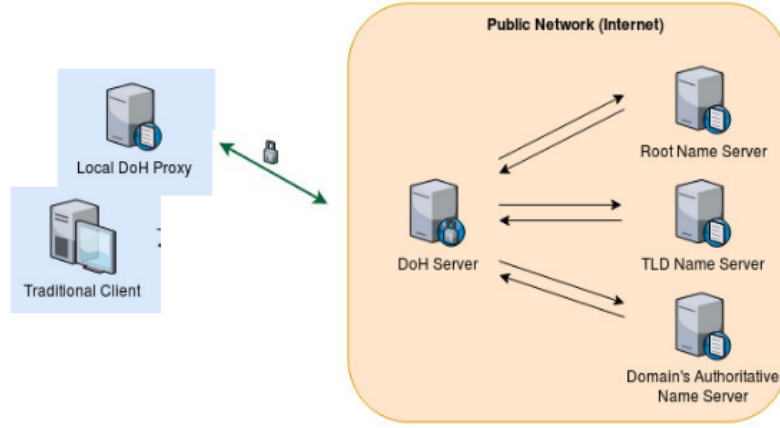 Public Network (Internet)
Local DoH Proxy
Root Name Server
Traditional Client
DoH Server
TLD Name Server
Domain's Authoritative
Name Server